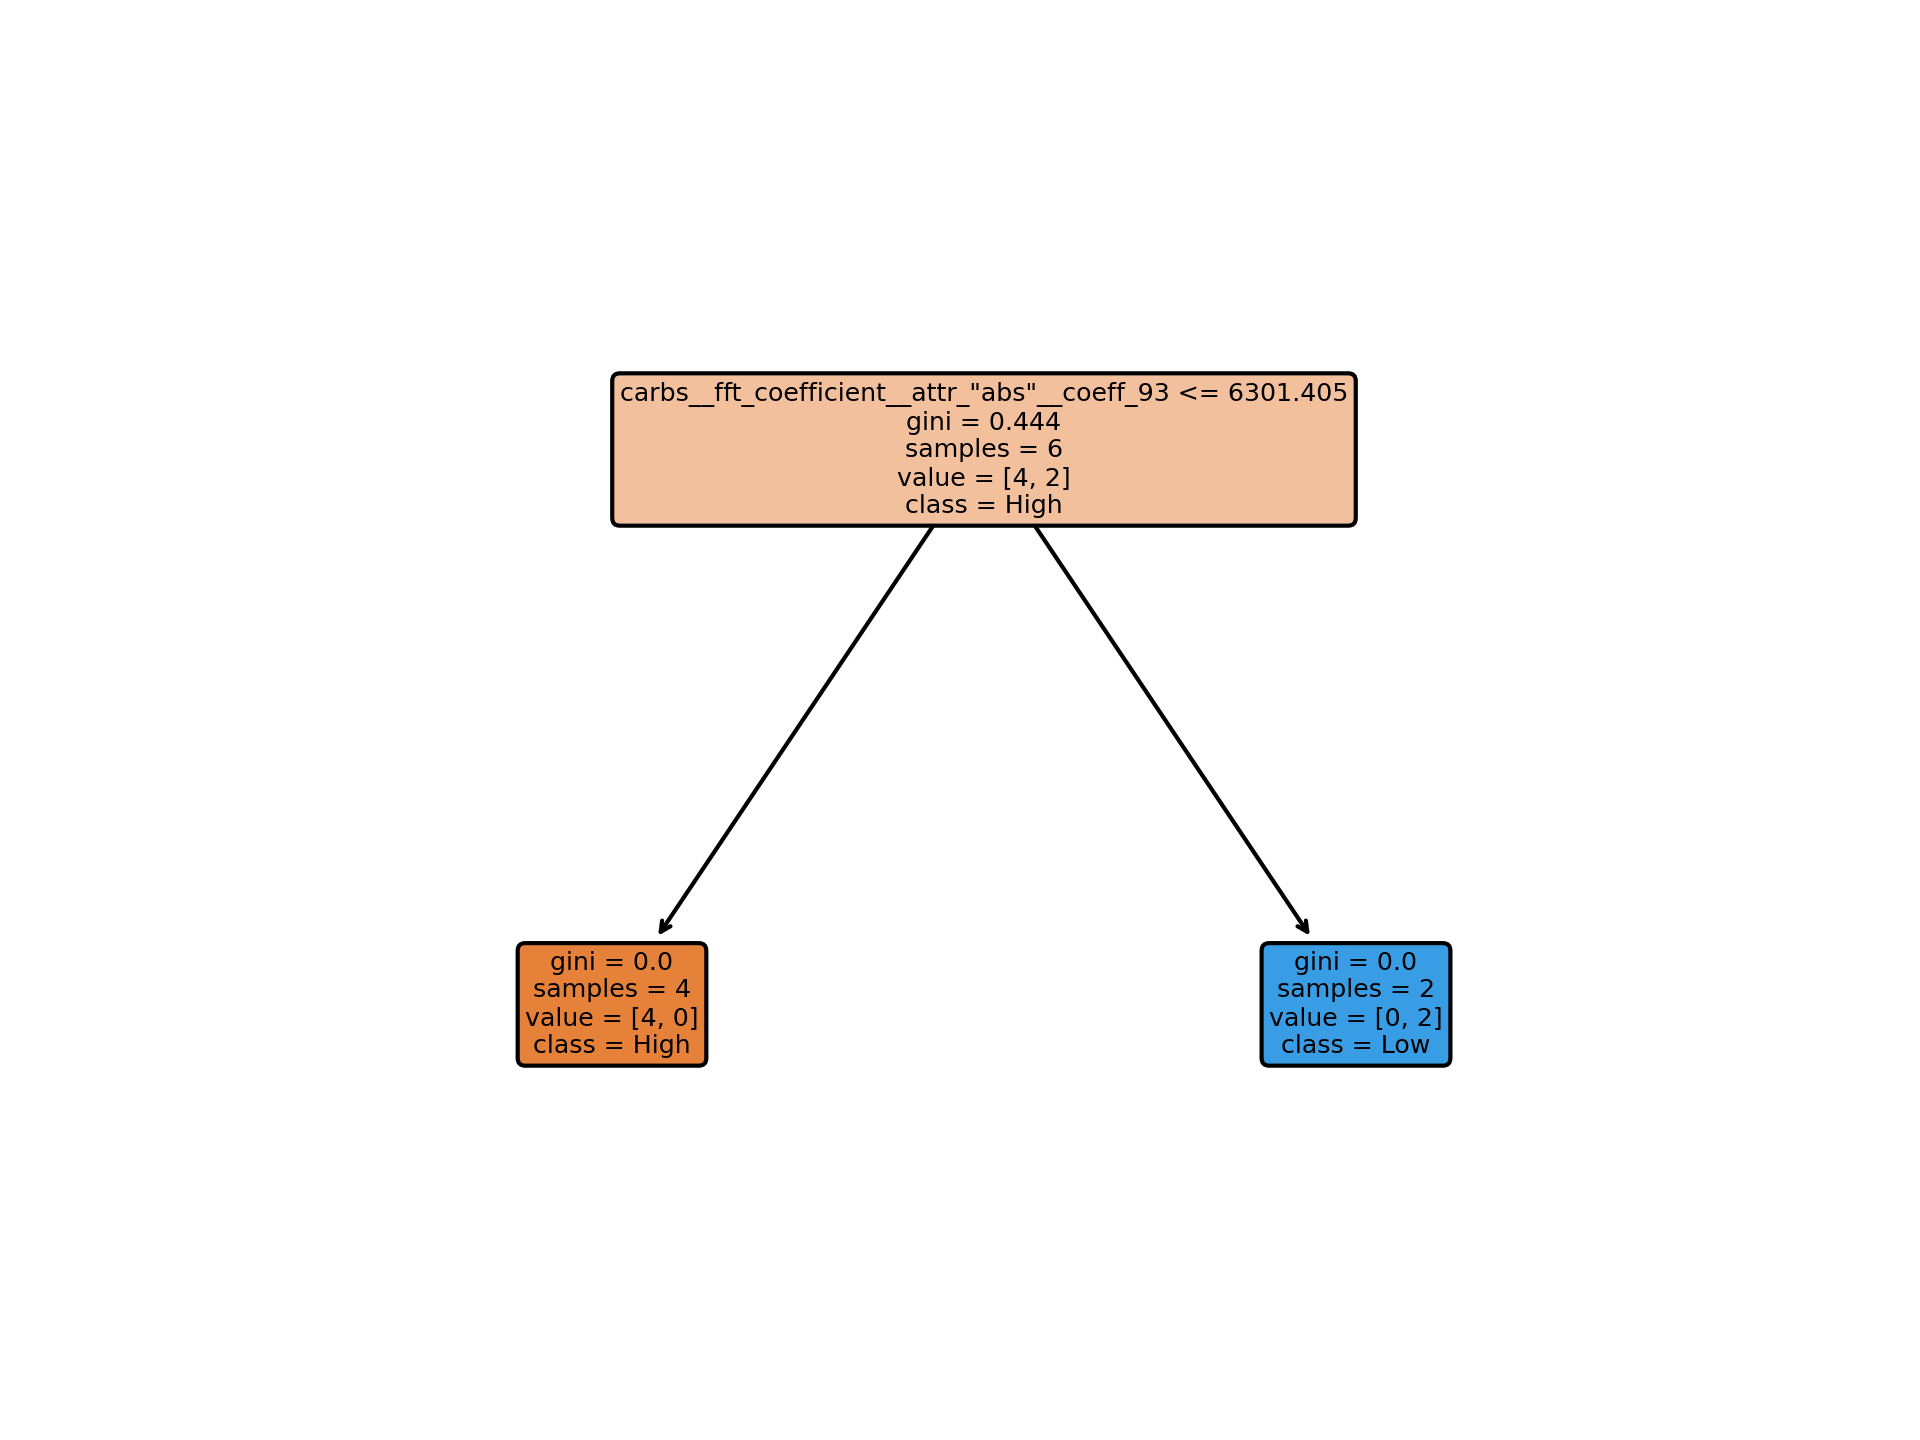 carbs__fft_coefficient__attr_"abs"__coeff_93 <= 6301.405
gini = 0.444
samples = 6
value = [4, 2]
class = High
gini = 0.0
samples = 4
value = [4, 0]
class = High
gini = 0.0
samples = 2
value = [0, 2]
class = Low